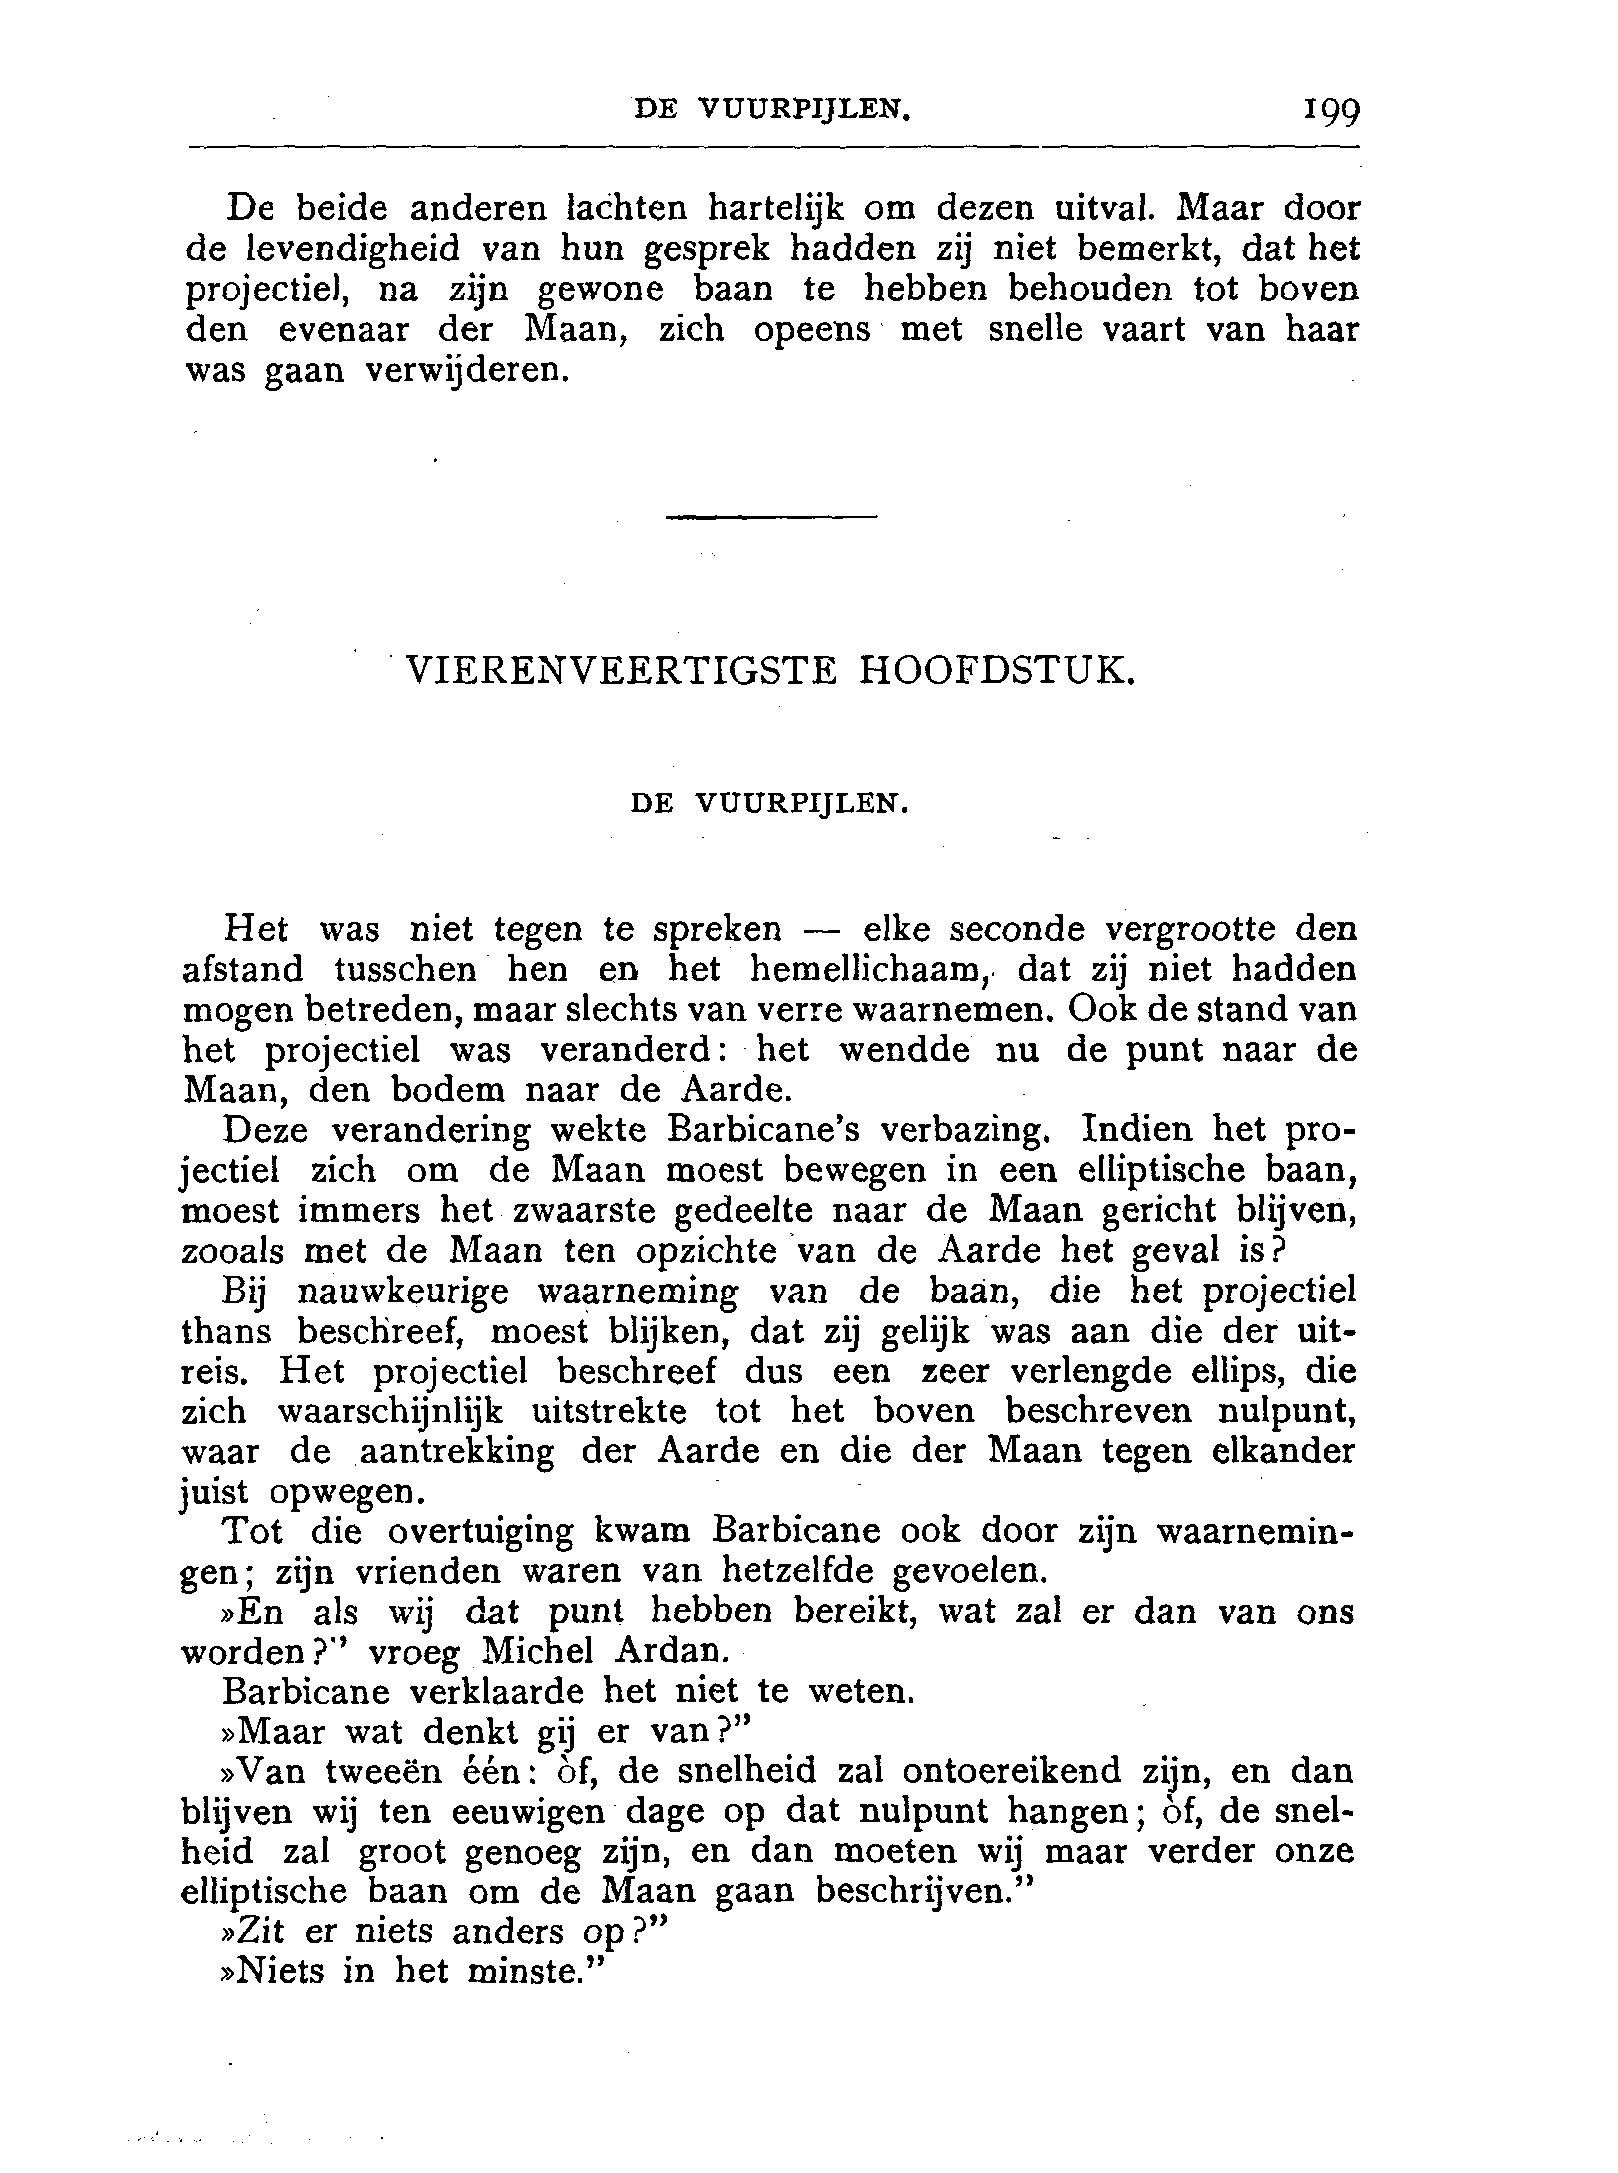 DE VUURPIJLEN. 199
De beide anderen lachten hartelijk om dezen uitval. Maar door
de levendigheid van hun gesprek hadden zij niet bemerkt, dat het
projectiel, na zijn gewone baan te hebben behouden tot boven
den evenaar der Maan, zich opeens met snelle vaart van haar
was gaan verwijderen.
VIERENVEERTIGSTE HOOFDSTUK.
DE VUURPIJLEN.
Het was niet tegen te spreken — elke seconde vergrootte den
afstand tusschen hen en het hemellichaam, dat zij niet hadden
mogen betreden, maar slechts van verre waarnemen. Ook de stand van
het projectiel was veranderd: het wendde nu de punt naar de
Maan, den bodem naar de Aarde.
Deze verandering wekte Barbicane's verbazing. Indien het pro-
jectiel zich om de Maan moest bewegen in een elliptische baan,
moest immers het zwaarste gedeelte naar de Maan gericht blijven,
zooals met de Maan ten opzichte van de Aarde het geval is?
Bij nauwkeurige waarneming van de baan, die het projectiel
thans beschreef, moest blijken, dat zij gelijk was aan die der uit-
reis. Het projectiel beschreef dus een zeer verlengde ellips, die
zich waarschijnlijk uitstrekte tot het boven beschreven nulpunt,
waar de aantrekking der Aarde en die der Maan tegen elkander
juist opwegen.
Tot die overtuiging kwam Barbicane ook door zijn waarnemin-
gen; zijn vrienden waren van hetzelfde gevoelen.
»En als wij dat punt hebben bereikt, wat zal er dan van ons
worden?" vroeg Michel Ardan.
Barbicane verklaarde het niet te weten.
»Maar wat denkt gij er van?"
»Van tweeën één: òf, de snelheid zal ontoereikend zijn, en dan
blijven wij ten eeuwigen dage op dat nulpunt hangen; òf, de snel-
heid zal groot genoeg zijn, en dan moeten wij maar verder onze
elliptische baan om de Maan gaan beschrijven."
»Zit er niets anders op?"
»Niets in het minste."